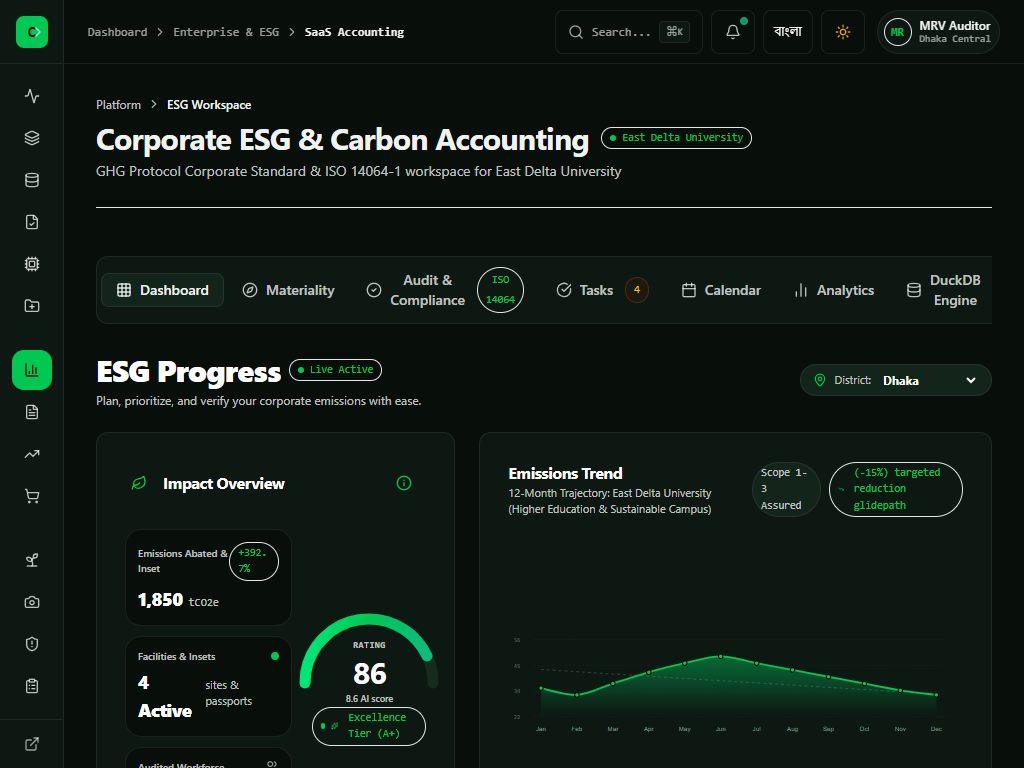 C
Dashboard > Enterprise & ESG > SaaS Accounting
Search... ⌘K
বাংলা
MR
MRV Auditor
Dhaka Central
Platform > ESG Workspace
Corporate ESG & Carbon Accounting
East Delta University
GHG Protocol Corporate Standard & ISO 14064-1 workspace for East Delta University
Dashboard
Materiality
Audit &
Compliance
ISO
14064
Tasks 4
Calendar
Analytics
DuckDB
Engine
ESG Progress
Live Active
Plan, prioritize, and verify your corporate emissions with ease.
District: Dhaka
Impact Overview
Emissions Abated &
Inset
+392.
7%
1,850 tCO2e
Facilities & Insets
4
Active
sites &
passports
Audited Workforce
RATING
86
8.6 AI score
Excellence
Tier (A+)
Emissions Trend
12-Month Trajectory: East Delta University
(Higher Education & Sustainable Campus)
Scope 1-
3
Assured
(-15%) targeted
reduction
glidepath
45
34
22
Jan Feb Mar Apr May Jun Jul Aug Sep Oct Nov Dec